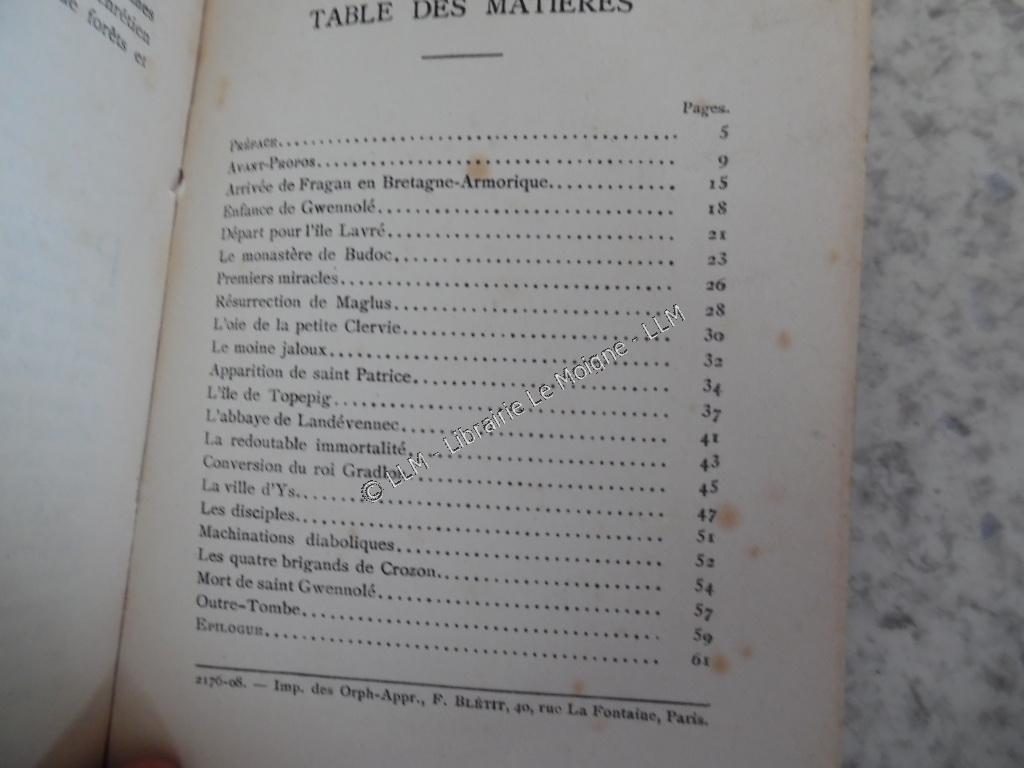 chrétien
forêts et
TABLE DES MATIÈRES
Pages.
PRÉFACE. 5
AVANT-PROPOS. 9
Arrivée de Fragan en Bretagne-Armorique. 15
Enfance de Gwennolé. 18
Départ pour l'île Lavré. 21
Le monastère de Budoc. 23
Premiers miracles. 26
Résurrection de Maglus. 28
L'oie de la petite Clervie. 30
Le moine jaloux. 32
Apparition de saint Patrice. 34
L'île de Topepig. 37
L'abbaye de Landévennec. 41
La redoutable immortalité. 43
Conversion du roi Gradlon. 45
La ville d'Ys. 47
Les disciples. 51
Machinations diaboliques. 52
Les quatre brigands de Crozon. 54
Mort de saint Gwennolé. 57
Outre-Tombe. 59
EPILOGUE. 61
2176-08. — Imp. des Orph-Appr., F. BLÉTIT, 40, rue La Fontaine, Paris.
© LLM - Librairie Le Moigne - LLM